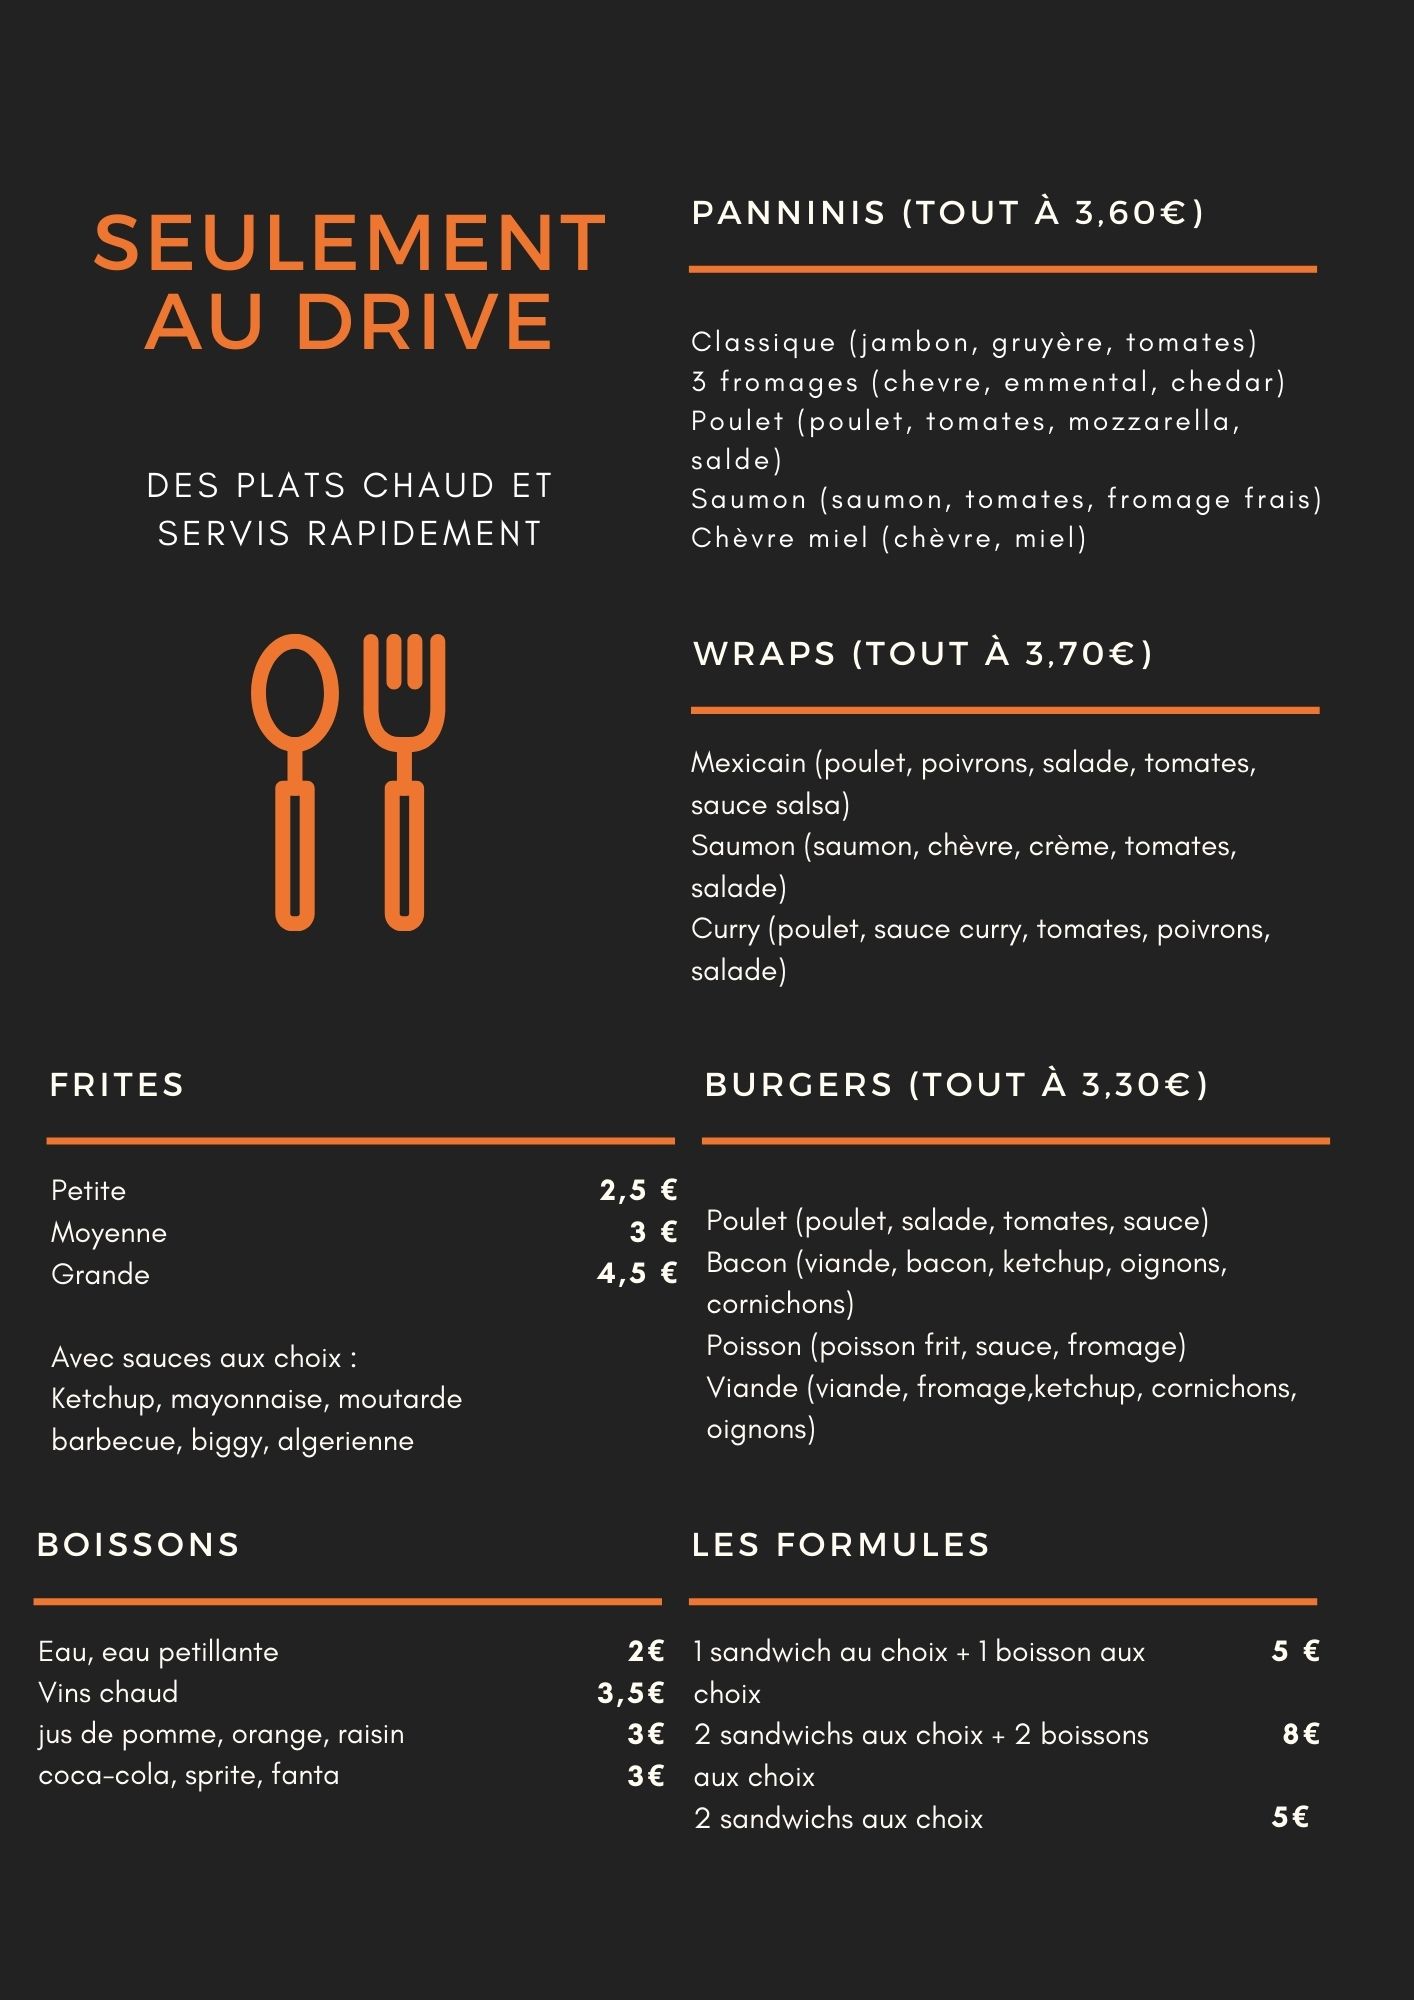 SEULEMENT
AU DRIVE
DES PLATS CHAUD ET
SERVIS RAPIDEMENT
PANNINIS (TOUT À 3,60€)
Classique (jambon, gruyère, tomates)
3 fromages (chevre, emmental, chedar)
Poulet (poulet, tomates, mozzarella,
salde)
Saumon (saumon, tomates, fromage frais)
Chèvre miel (chèvre, miel)
WRAPS (TOUT À 3,70€)
Mexicain (poulet, poivrons, salade, tomates,
sauce salsa)
Saumon (saumon, chèvre, crème, tomates,
salade)
Curry (poulet, sauce curry, tomates, poivrons,
salade)
FRITES
Petite 2,5 €
Moyenne 3 €
Grande 4,5 €
Avec sauces aux choix :
Ketchup, mayonnaise, moutarde
barbecue, biggy, algerienne
BURGERS (TOUT À 3,30€)
Poulet (poulet, salade, tomates, sauce)
Bacon (viande, bacon, ketchup, oignons,
cornichons)
Poisson (poisson frit, sauce, fromage)
Viande (viande, fromage,ketchup, cornichons,
oignons)
BOISSONS
Eau, eau petillante 2€
Vins chaud 3,5€
jus de pomme, orange, raisin 3€
coca-cola, sprite, fanta 3€
LES FORMULES
1 sandwich au choix + 1 boisson aux 5 €
choix
2 sandwichs aux choix + 2 boissons 8€
aux choix
2 sandwichs aux choix 5€